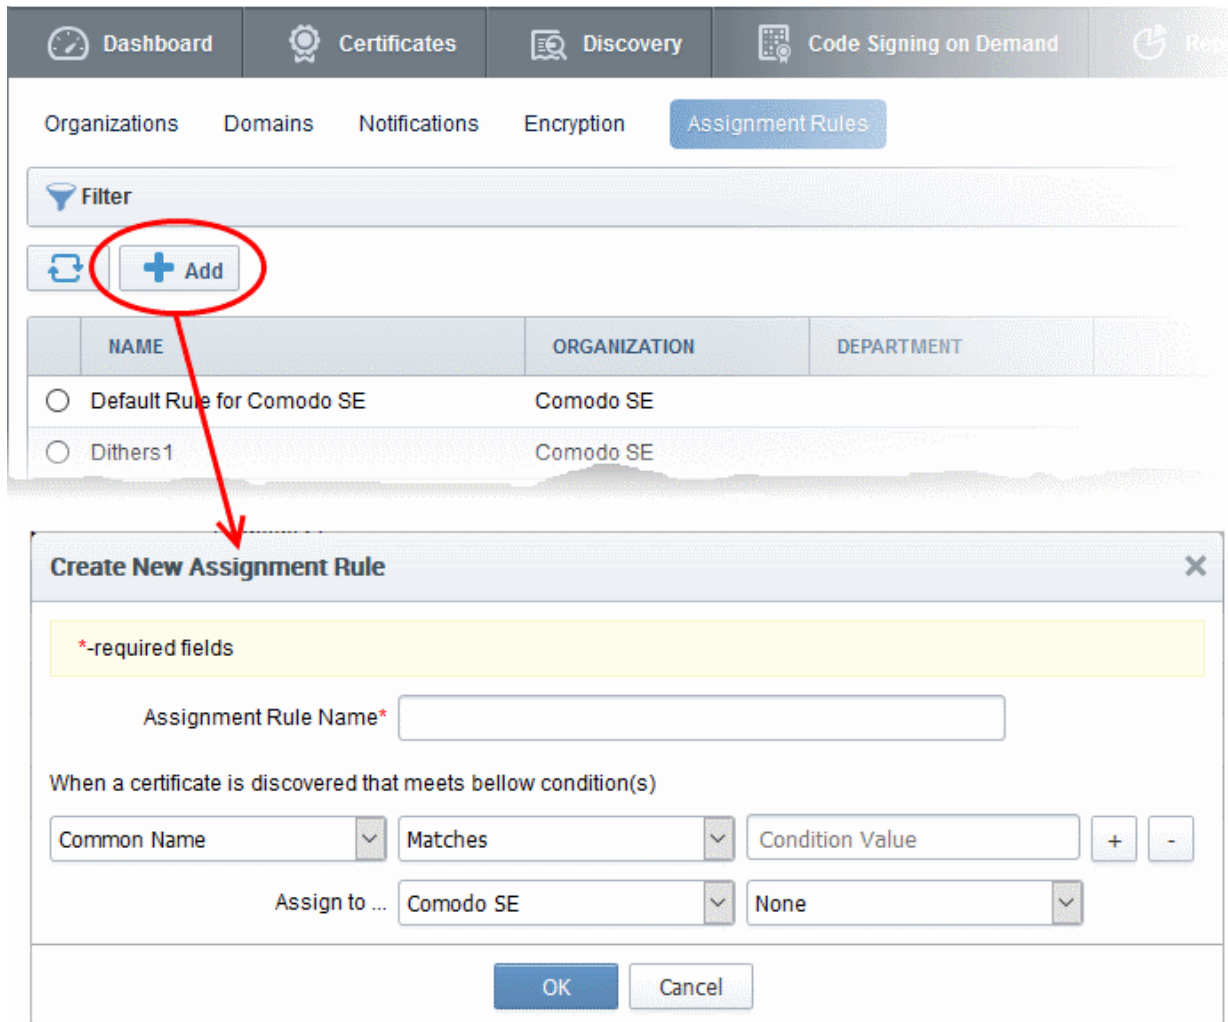 Dashboard Certificates Discovery Code Signing on Demand
Organizations Domains Notifications Encryption Assignment Rules
Filter
Add
NAME ORGANIZATION DEPARTMENT
Default Rule for Comodo SE Comodo SE
Dithers1 Comodo SE
Create New Assignment Rule
*-required fields
Assignment Rule Name*
When a certificate is discovered that meets bellow condition(s)
Common Name Matches Condition Value + -
Assign to ... Comodo SE None
OK Cancel